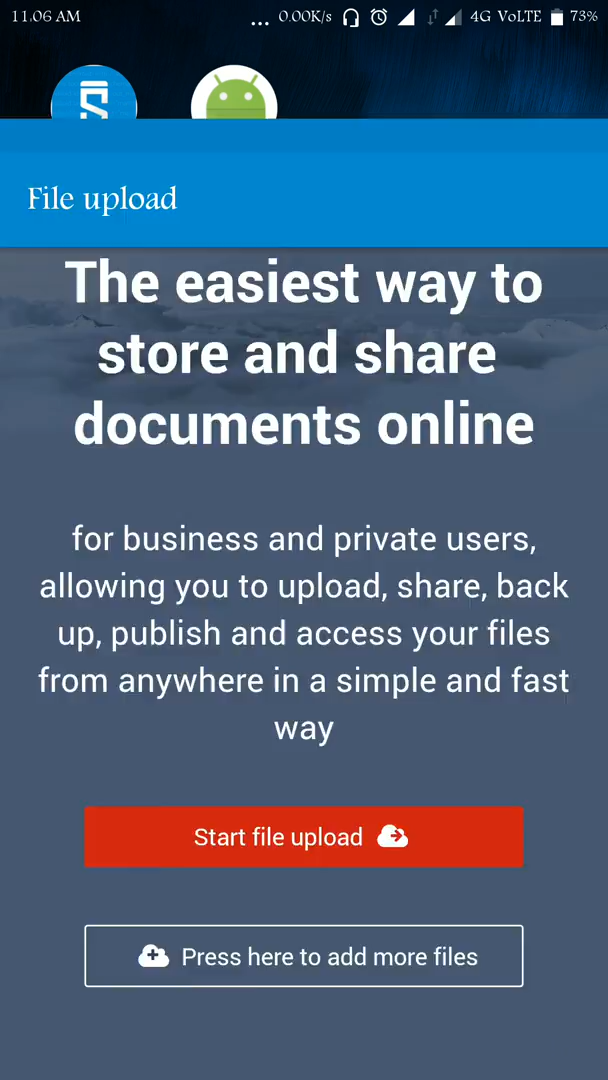 11.06 AM ... 0.00K/s 4G VoLTE 73%
File upload
The easiest way to
store and share
documents online
for business and private users,
allowing you to upload, share, back
up, publish and access your files
from anywhere in a simple and fast
way
Start file upload
Press here to add more files